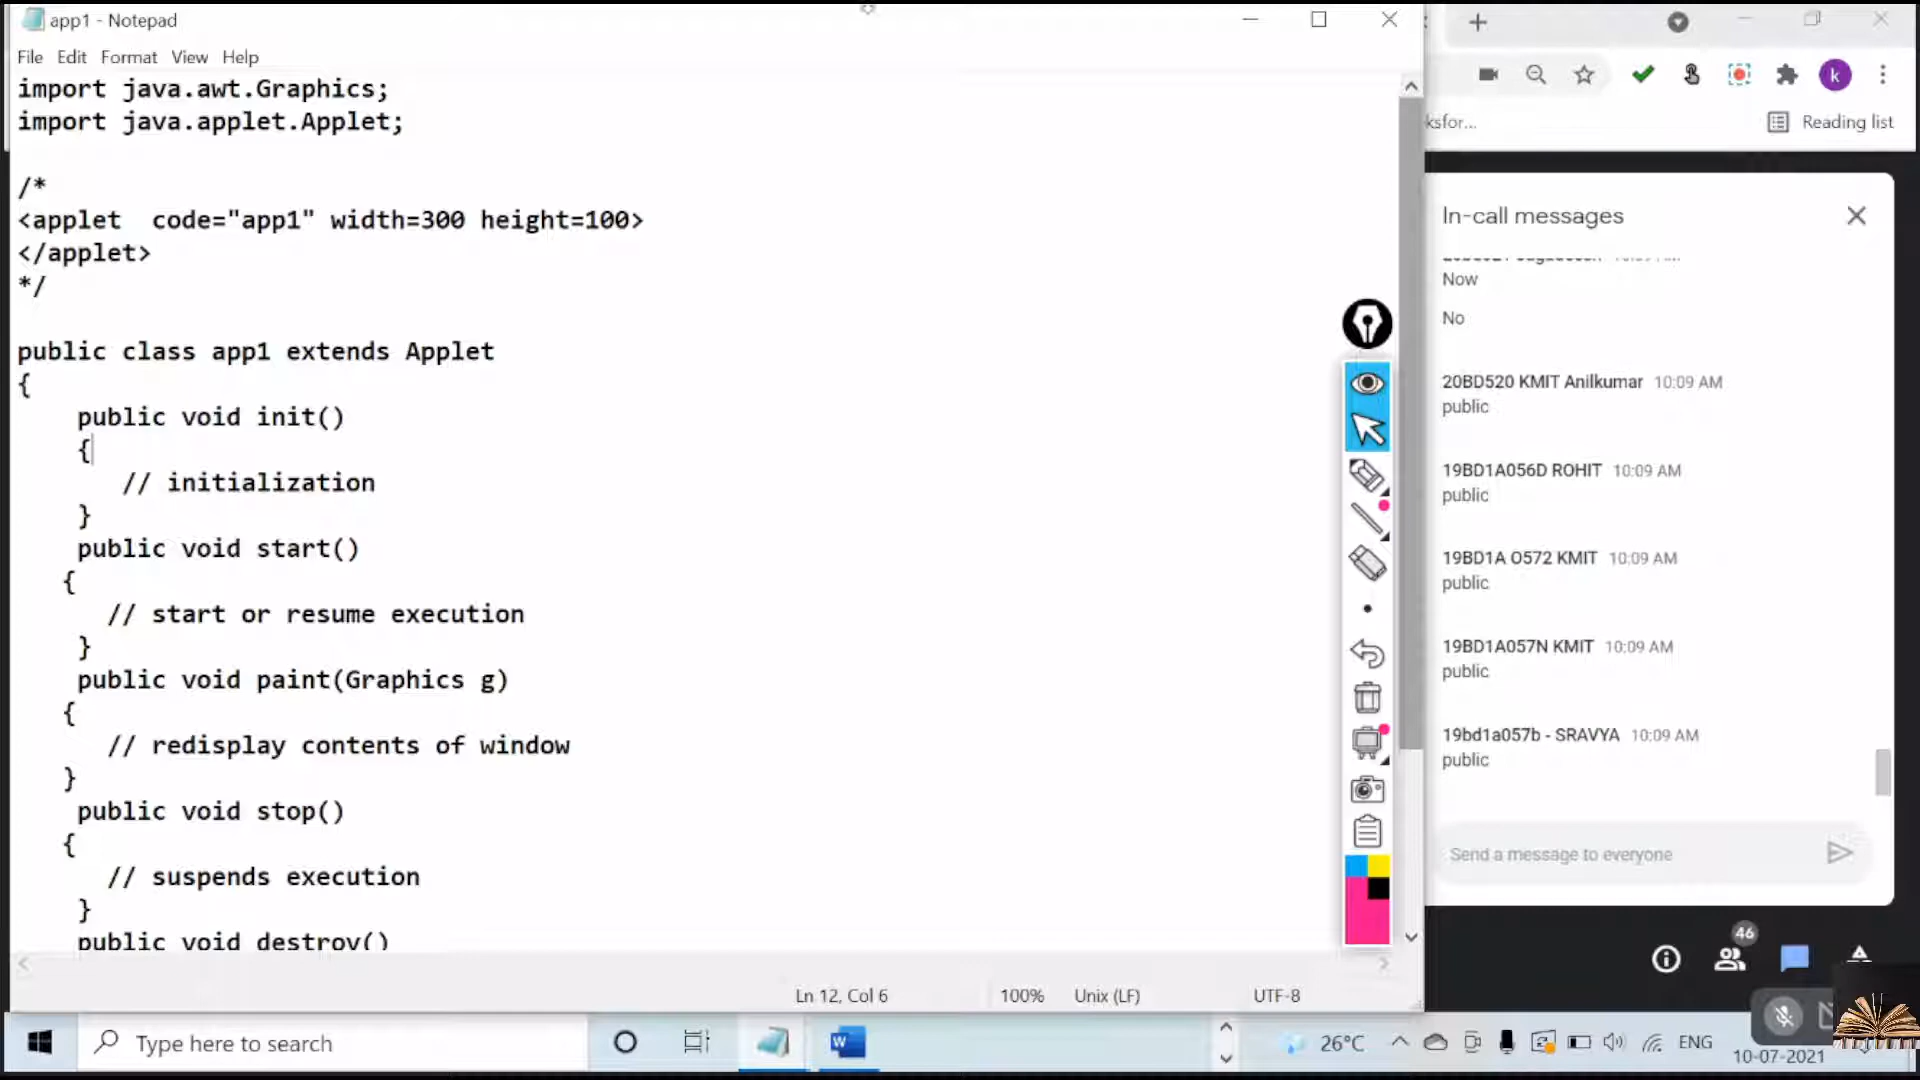 app1 - Notepad
File Edit Format View Help
import java.awt.Graphics;
import java.applet.Applet;
/*
<applet  code="app1" width=300 height=100>
</applet>
*/
public class app1 extends Applet
{
public void init()
{
// initialization
}
public void start()
{
// start or resume execution
}
public void paint(Graphics g)
{
// redisplay contents of window
}
public void stop()
{
// suspends execution
}
public void destroy()
Ln 12, Col 6
100%
Unix (LF)
UTF-8
k
ksfor...
Reading list
In-call messages
Now
No
20BD520 KMIT Anilkumar 10:09 AM
public
19BD1A056D ROHIT 10:09 AM
public
19BD1A O572 KMIT 10:09 AM
public
19BD1A057N KMIT 10:09 AM
public
19bd1a057b - SRAVYA 10:09 AM
public
Send a message to everyone
46
Type here to search
W
26°C
ENG
10-07-2021